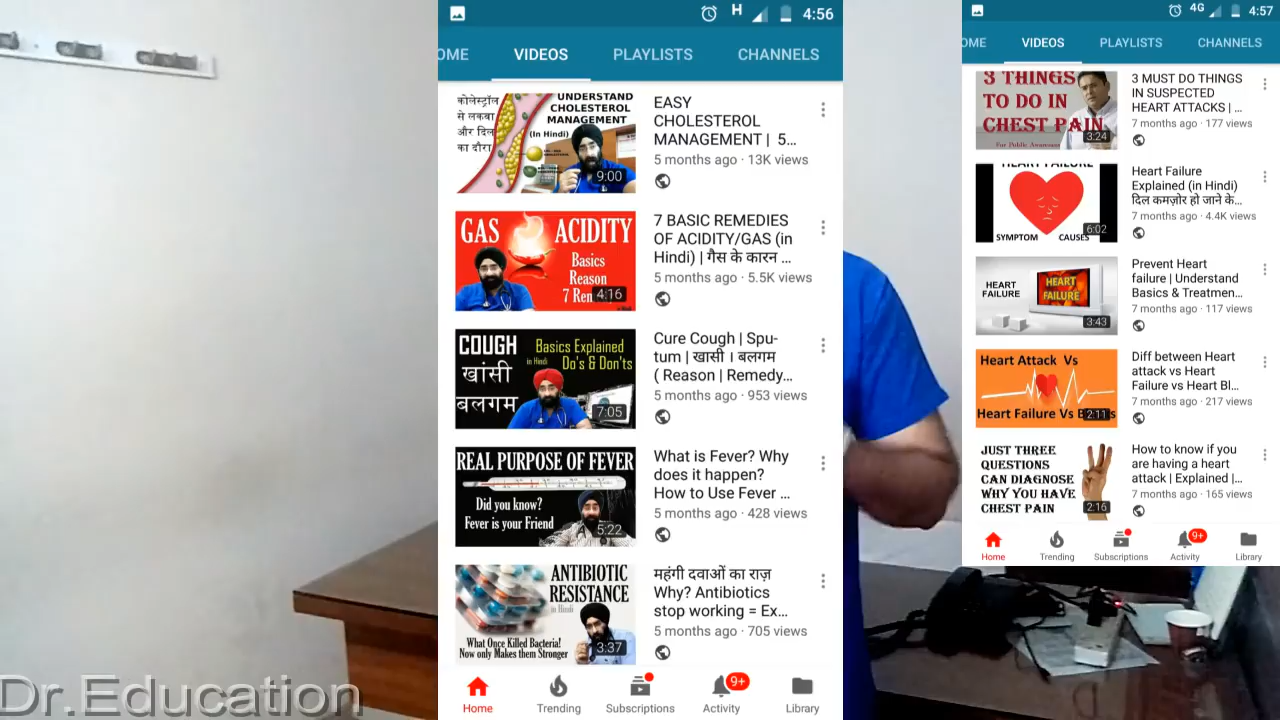 H
4:56
OME VIDEOS PLAYLISTS CHANNELS
कोलेस्ट्रॉल
से लकवा
और दिल
का दौरा
UNDERSTAND
CHOLESTEROL
MANAGEMENT
(In Hindi)
9:00
EASY
CHOLESTEROL
MANAGEMENT | 5...
5 months ago · 13K views
GAS ACIDITY
Basics
Reason
7 Rem
4:16
7 BASIC REMEDIES
OF ACIDITY/GAS (in
Hindi) | गैस के कारन ...
5 months ago · 5.5K views
COUGH
खांसी
बलगम
Basics Explained
in Hindi Do's & Don'ts
7:05
Cure Cough | Spu-
tum | खासी । बलगम
( Reason | Remedy...
5 months ago · 953 views
REAL PURPOSE OF FEVER
Did you know?
Fever is your Friend
5:22
What is Fever? Why
does it happen?
How to Use Fever ...
5 months ago · 428 views
ANTIBIOTIC
RESISTANCE
in Hindi
What Once Killed Bacteria!
Now only Makes them Stronger
3:37
महंगी दवाओं का राज़
Why? Antibiotics
stop working = Ex...
5 months ago · 705 views
9+
Home Trending Subscriptions Activity Library
4G
4:57
OME VIDEOS PLAYLISTS CHANNELS
3 THINGS
TO DO IN
CHEST PAIN
For Public Awareness
3:24
3 MUST DO THINGS
IN SUSPECTED
HEART ATTACKS | ...
7 months ago · 177 views
HEART FAILURE
SYMPTOM CAUSES
6:02
Heart Failure
Explained (in Hindi)
दिल कमज़ोर हो जाने के...
7 months ago · 4.4K views
HEART
FAILURE
HEART
FAILURE
3:43
Prevent Heart
failure | Understand
Basics & Treatmen...
7 months ago · 117 views
Heart Attack Vs
Heart Failure Vs B
2:11
Diff between Heart
attack vs Heart
Failure vs Heart Bl...
7 months ago · 217 views
JUST THREE
QUESTIONS
CAN DIAGNOSE
WHY YOU HAVE
CHEST PAIN
2:16
How to know if you
are having a heart
attack | Explained |...
7 months ago · 165 views
9+
Home Trending Subscriptions Activity Library
Dr.Education